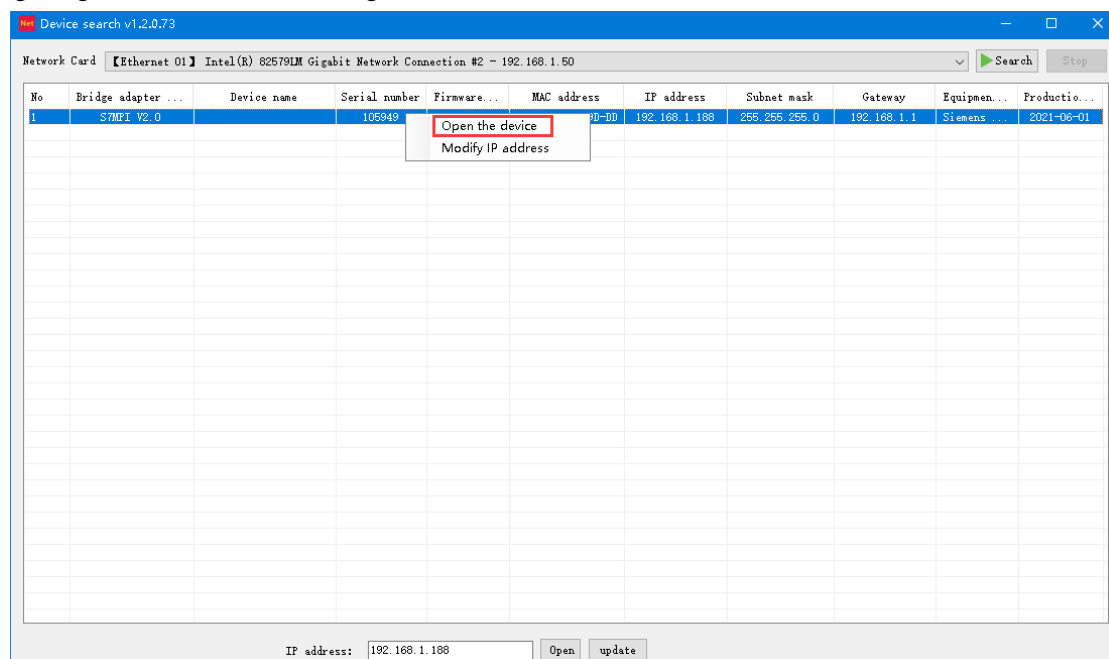 Net Device search v1.2.0.73
Network Card 【Ethernet 01】 Intel(R) 82579LM Gigabit Network Connection #2 - 192.168.1.50 Search Stop
No Bridge adapter ... Device name Serial number Firmware... MAC address IP address Subnet mask Gateway Equipmen... Productio...
1 S7MPI V2.0 105949 9D-DD 192.168.1.188 255.255.255.0 192.168.1.1 Siemens ... 2021-06-01
Open the device
Modify IP address
IP address: 192.168.1.188 Open update